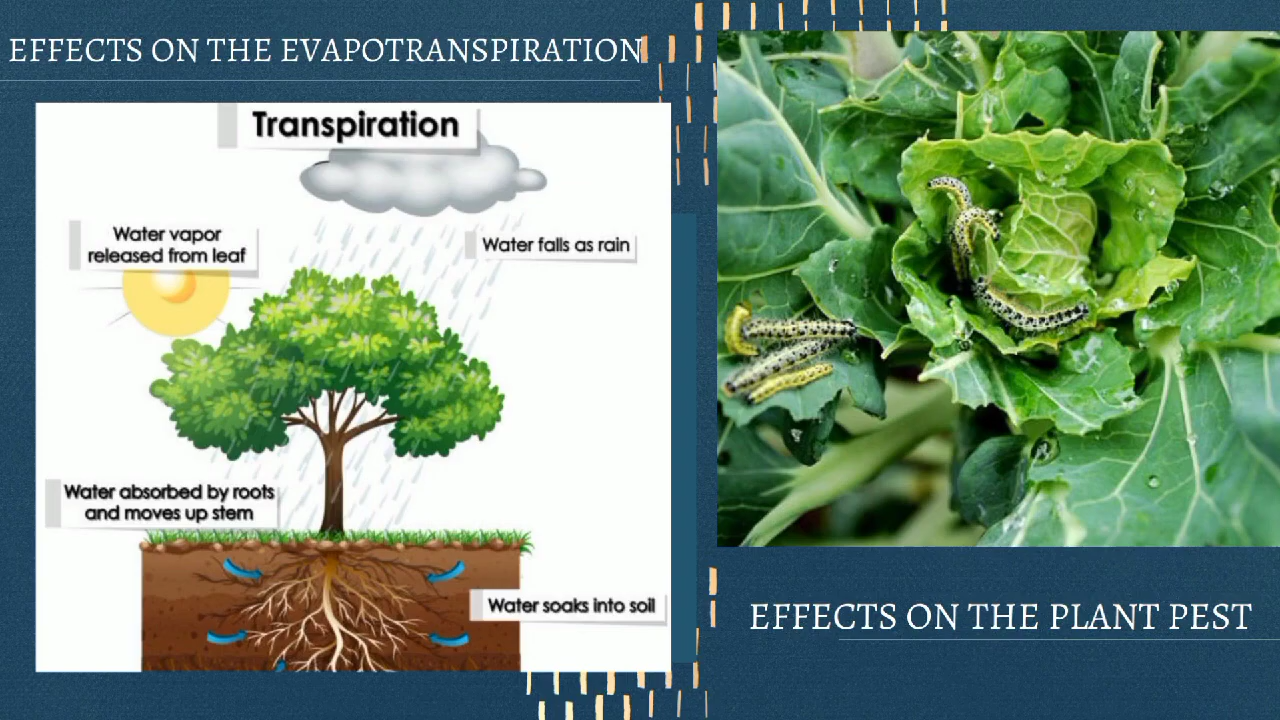 EFFECTS ON THE EVAPOTRANSPIRATION
Transpiration
Water vapor
released from leaf
Water falls as rain
Water absorbed by roots
and moves up stem
Water soaks into soil
EFFECTS ON THE PLANT PEST